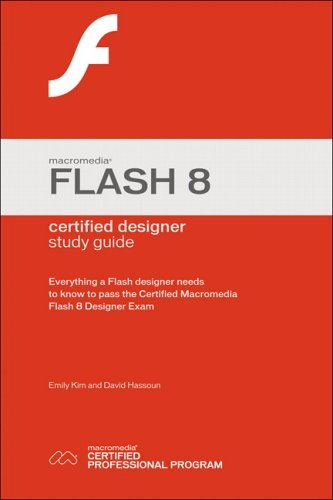 macromedia®
FLASH 8
certified designer
study guide
Everything a Flash designer needs
to know to pass the Certified Macromedia
Flash 8 Designer Exam
Emily Kim and David Hassoun
macromedia®
CERTIFIED
PROFESSIONAL PROGRAM